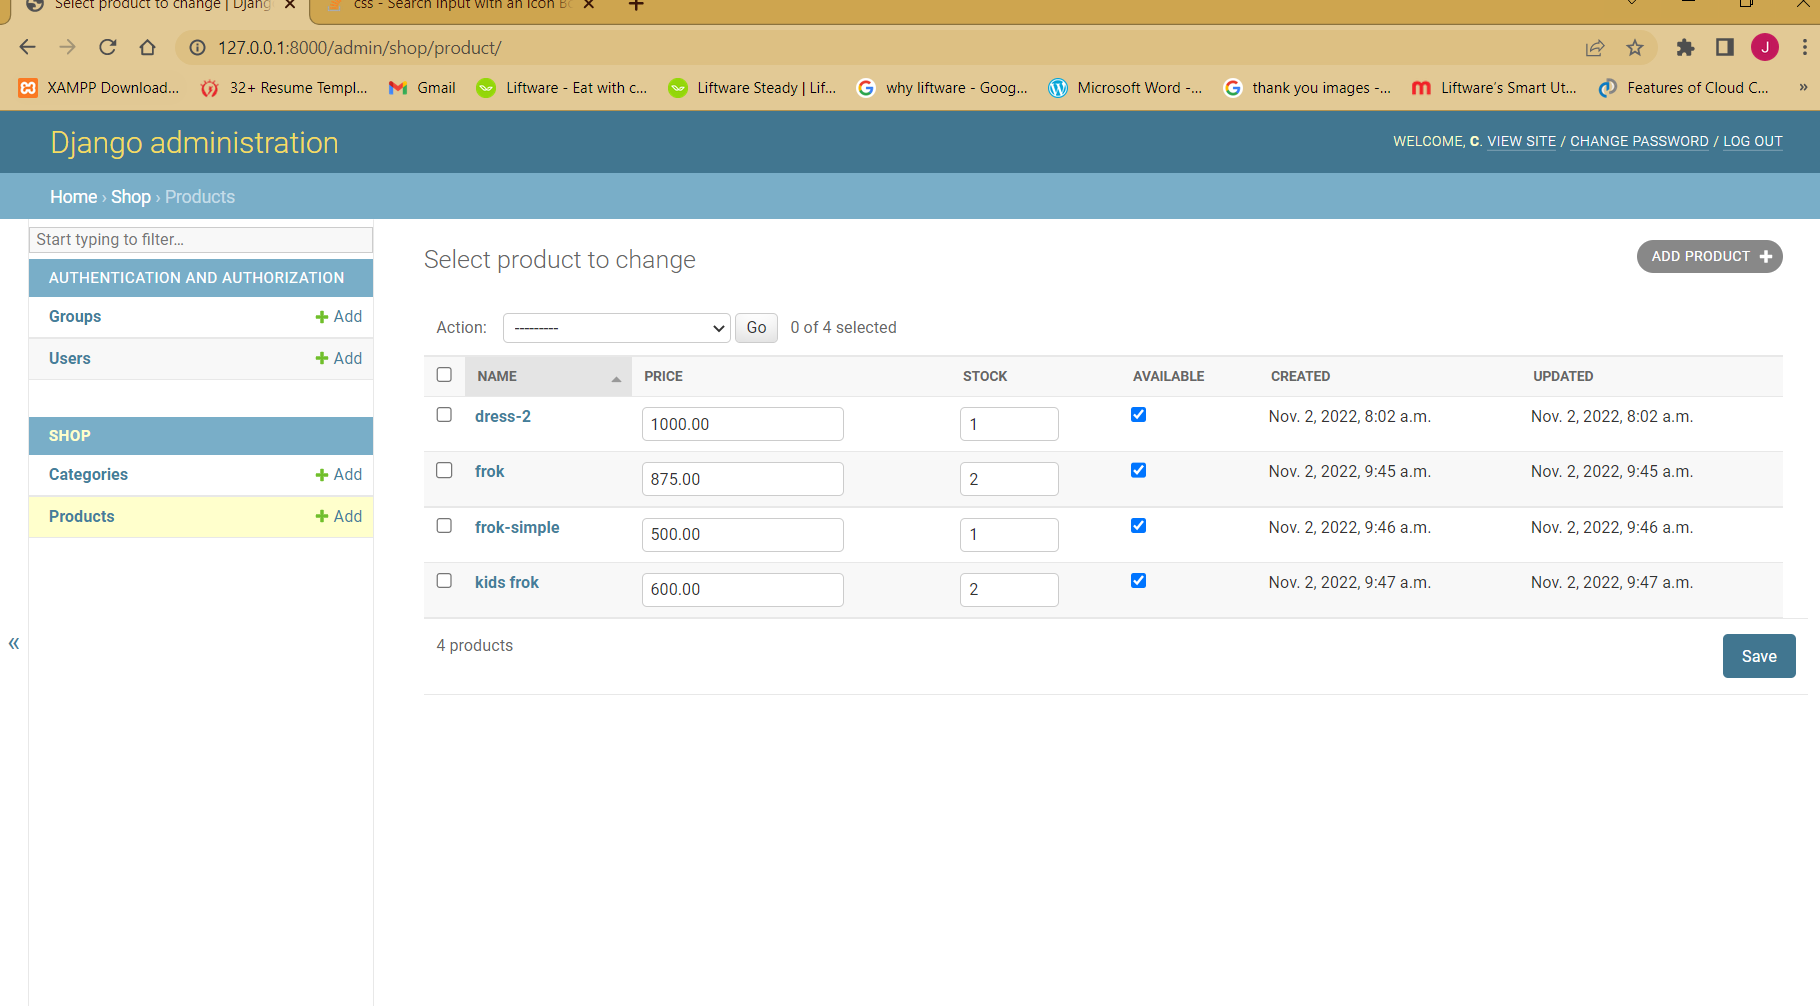 Select product to change | Djang
css - Search input with an icon Bo
127.0.0.1:8000/admin/shop/product/
J
XAMPP Download... 32+ Resume Templ... Gmail Liftware - Eat with c... Liftware Steady | Lif... why liftware - Goog... Microsoft Word -... thank you images -... Liftware's Smart Ut... Features of Cloud C... »
Django administration
WELCOME, C. VIEW SITE / CHANGE PASSWORD / LOG OUT
Home › Shop › Products
Start typing to filter...
AUTHENTICATION AND AUTHORIZATION
Groups + Add
Users + Add
SHOP
Categories + Add
Products + Add
«
Select product to change
ADD PRODUCT +
Action: --------- Go 0 of 4 selected
NAME PRICE STOCK AVAILABLE CREATED UPDATED
dress-2 1000.00 1 Nov. 2, 2022, 8:02 a.m. Nov. 2, 2022, 8:02 a.m.
frok 875.00 2 Nov. 2, 2022, 9:45 a.m. Nov. 2, 2022, 9:45 a.m.
frok-simple 500.00 1 Nov. 2, 2022, 9:46 a.m. Nov. 2, 2022, 9:46 a.m.
kids frok 600.00 2 Nov. 2, 2022, 9:47 a.m. Nov. 2, 2022, 9:47 a.m.
4 products
Save